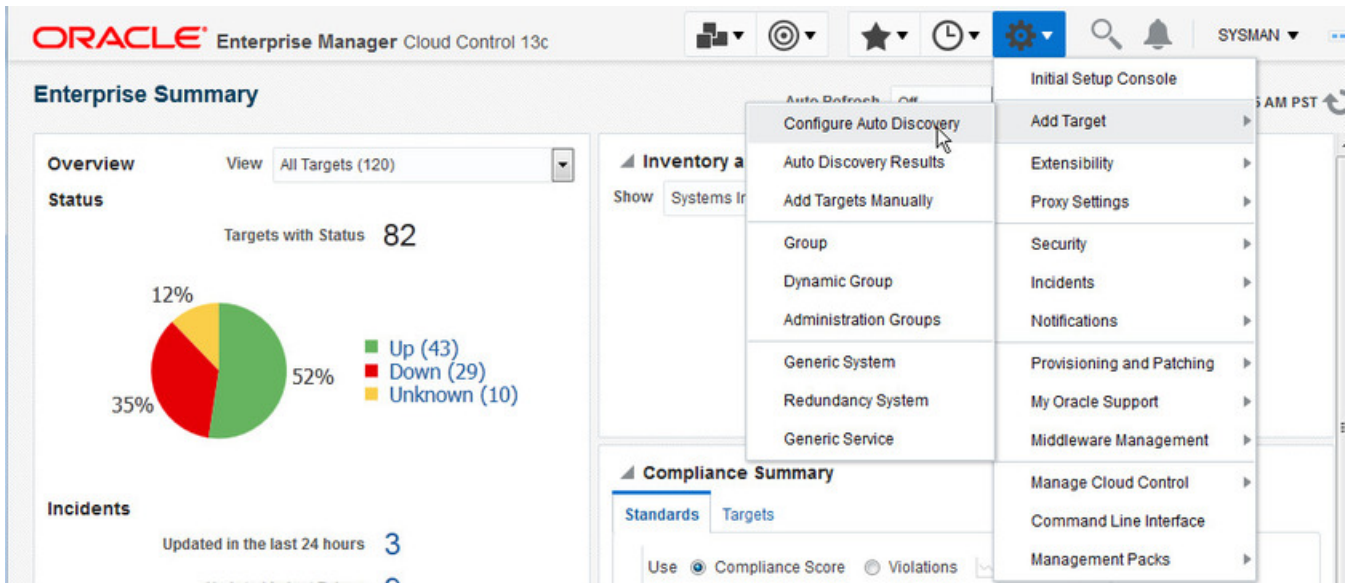 ORACLE Enterprise Manager Cloud Control 13c
SYSMAN
Enterprise Summary
Auto Refresh Off
AM PST
Overview
View All Targets (120)
Status
Targets with Status 82
12%
52%
35%
Up (43)
Down (29)
Unknown (10)
Incidents
Updated in the last 24 hours 3
Inventory a
Show Systems Ir
Compliance Summary
Standards Targets
Use Compliance Score Violations
Configure Auto Discovery
Auto Discovery Results
Add Targets Manually
Group
Dynamic Group
Administration Groups
Generic System
Redundancy System
Generic Service
Initial Setup Console
Add Target
Extensibility
Proxy Settings
Security
Incidents
Notifications
Provisioning and Patching
My Oracle Support
Middleware Management
Manage Cloud Control
Command Line Interface
Management Packs